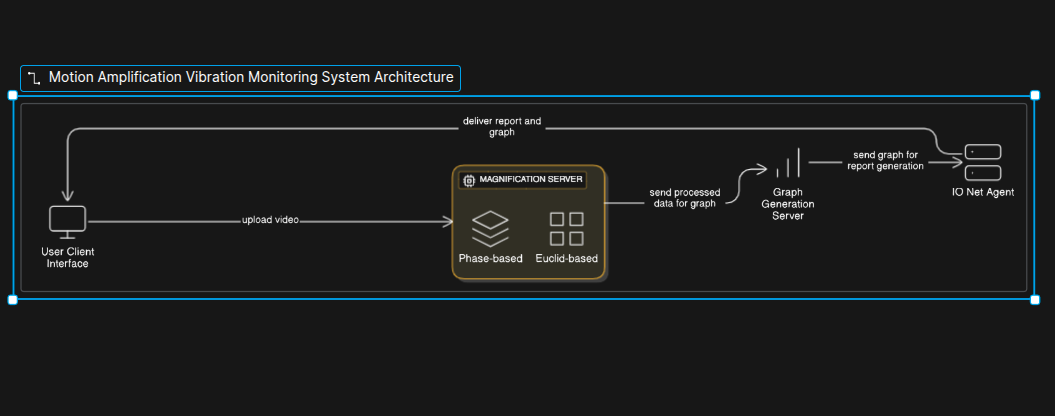 Motion Amplification Vibration Monitoring System Architecture
deliver report and
graph
MAGNIFICATION SERVER
send graph for
report generation
send processed
data for graph
Graph
Generation
Server
IO Net Agent
upload video
User Client
Interface
Phase-based
Euclid-based